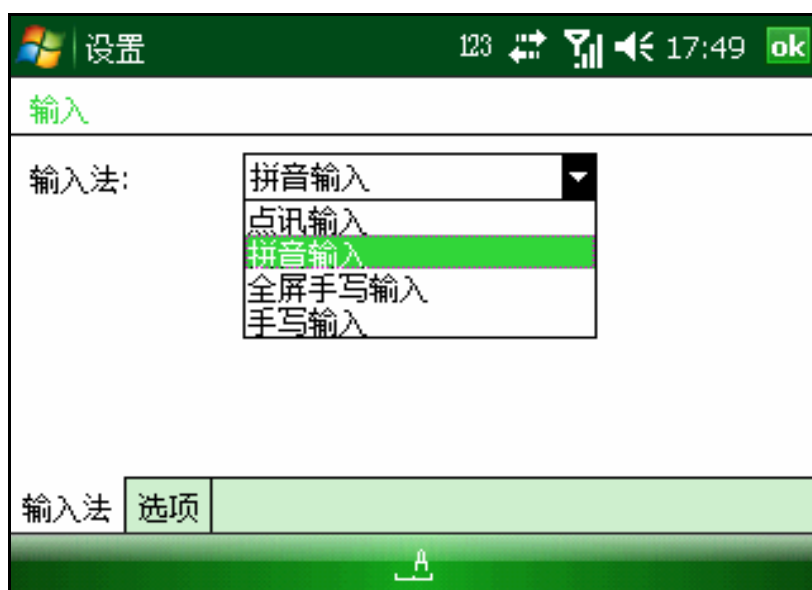 设置 123 17:49 ok
输入
输入法: 拼音输入
点讯输入
拼音输入
全屏手写输入
手写输入
输入法 选项
A